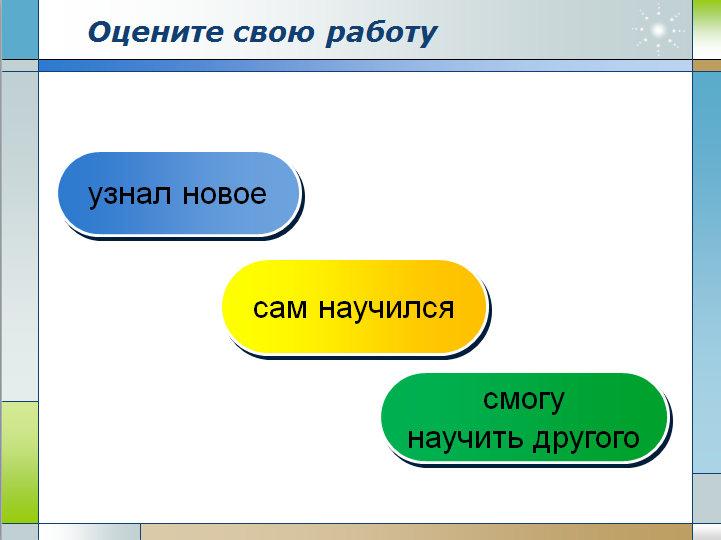 Оцените свою работу
узнал новое
сам научился
смогу
научить другого